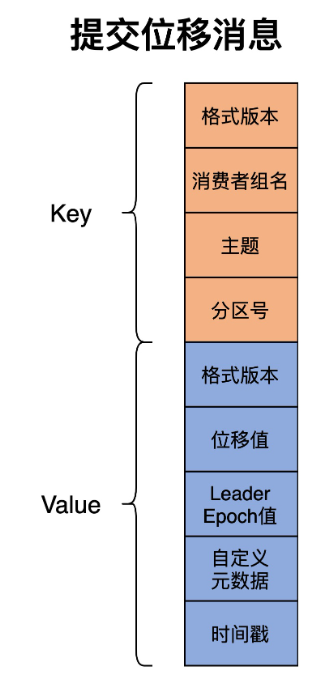 提交位移消息
Key
格式版本
消费者组名
主题
分区号
Value
格式版本
位移值
Leader
Epoch值
自定义
元数据
时间戳